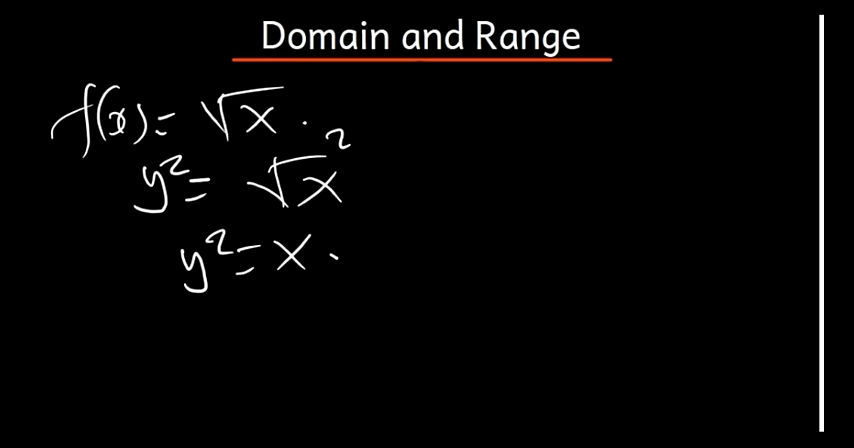 Domain and Range
f(x) = √x .
y² = √x²
y² = x .